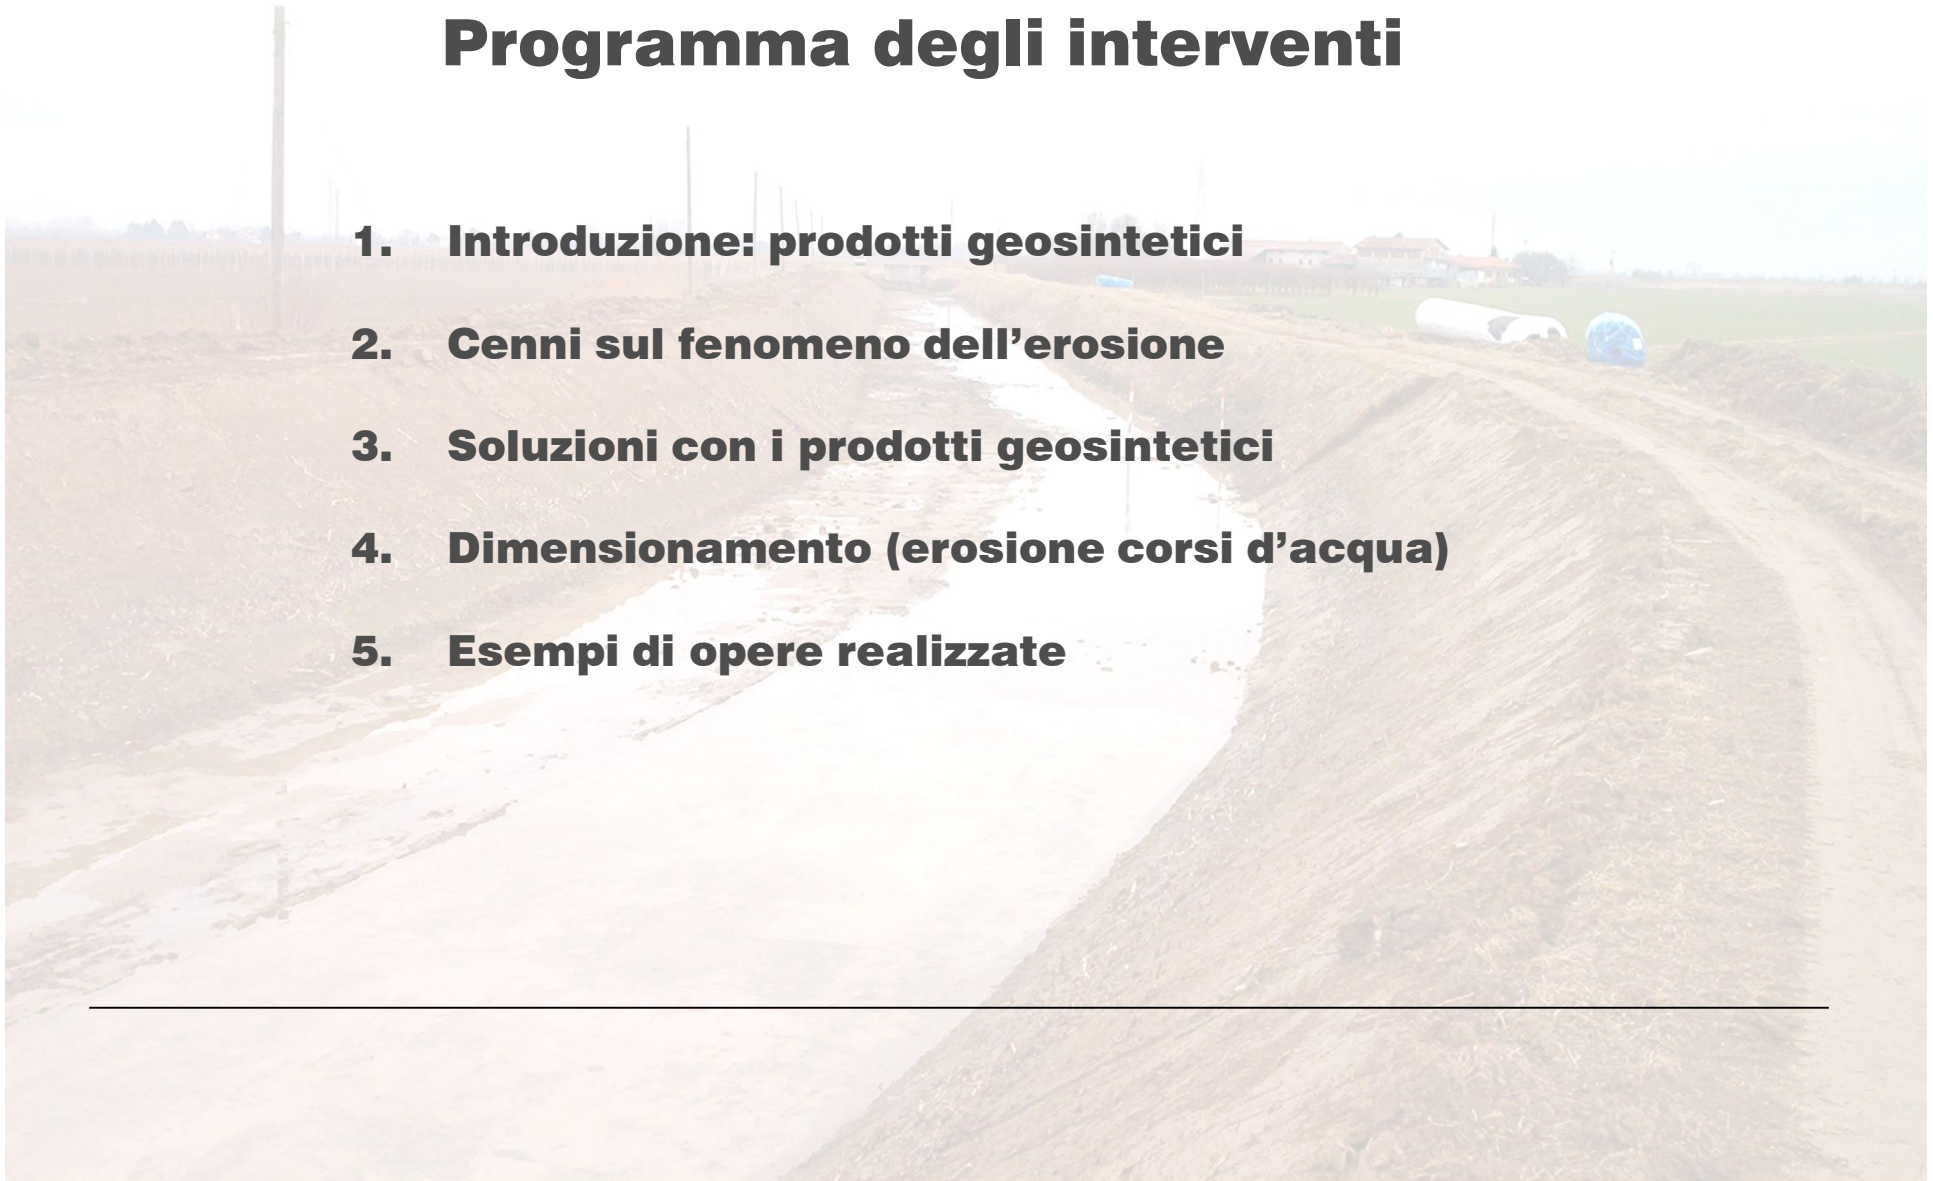 Programma degli interventi
1. Introduzione: prodotti geosintetici
2. Cenni sul fenomeno dell’erosione
3. Soluzioni con i prodotti geosintetici
4. Dimensionamento (erosione corsi d’acqua)
5. Esempi di opere realizzate